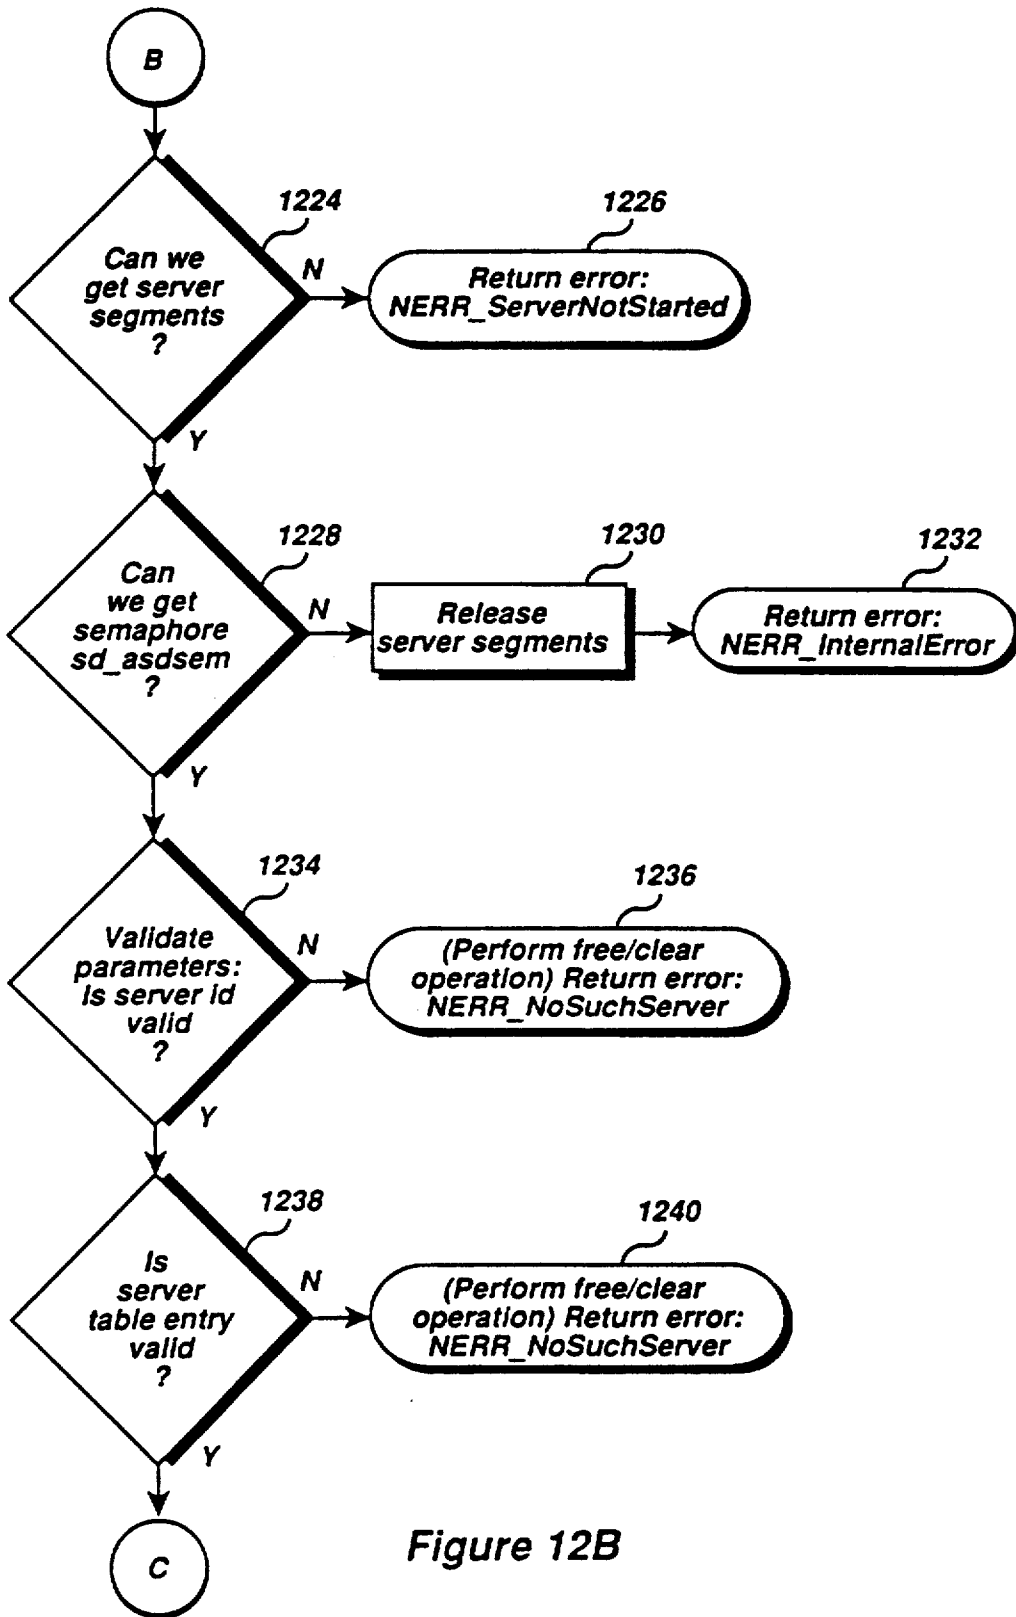 B
1224
Can we
get server
segments
?
N
Y
1226
Return error:
NERR_ServerNotStarted
1228
Can
we get
semaphore
sd_asdsem
?
N
Y
1230
Release
server segments
1232
Return error:
NERR_InternalError
1234
Validate
parameters:
Is server id
valid
?
N
Y
1236
(Perform free/clear
operation) Return error:
NERR_NoSuchServer
1238
Is
server
table entry
valid
?
N
Y
1240
(Perform free/clear
operation) Return error:
NERR_NoSuchServer
C
Figure 12B